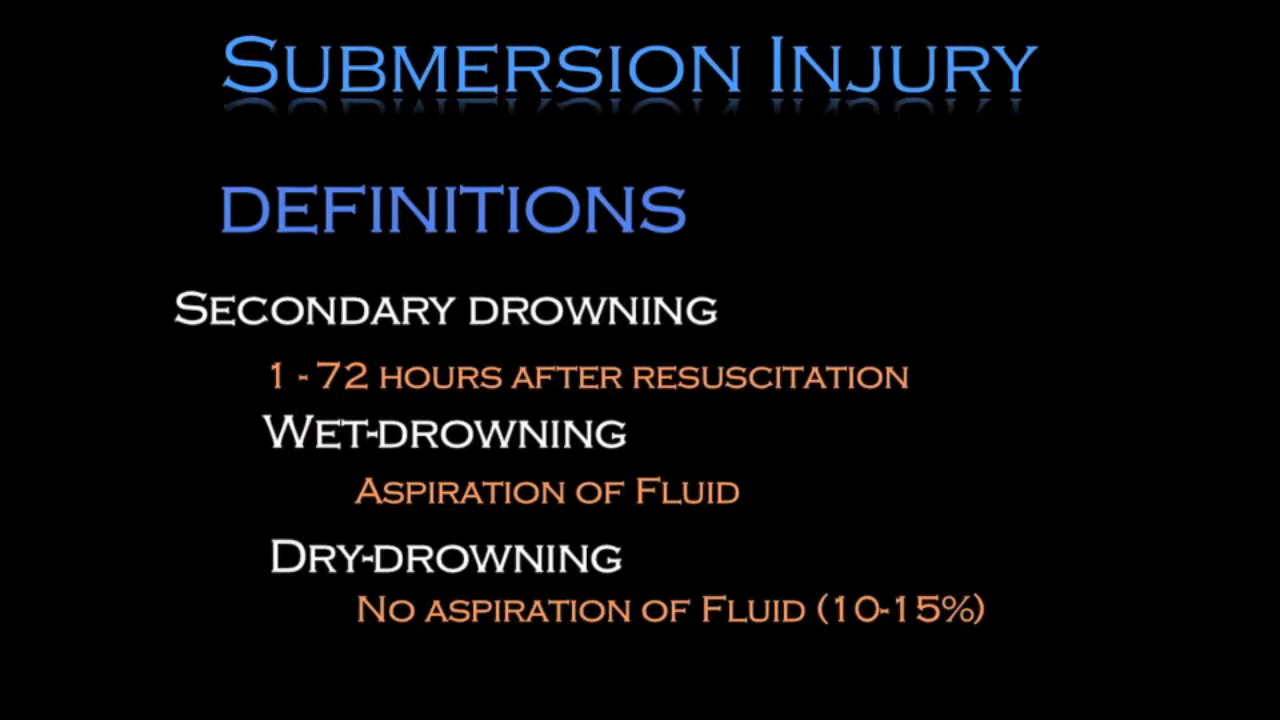 Submersion Injury
Definitions
Secondary drowning
1 - 72 hours after resuscitation
Wet-drowning
Aspiration of Fluid
Dry-drowning
No aspiration of Fluid (10-15%)